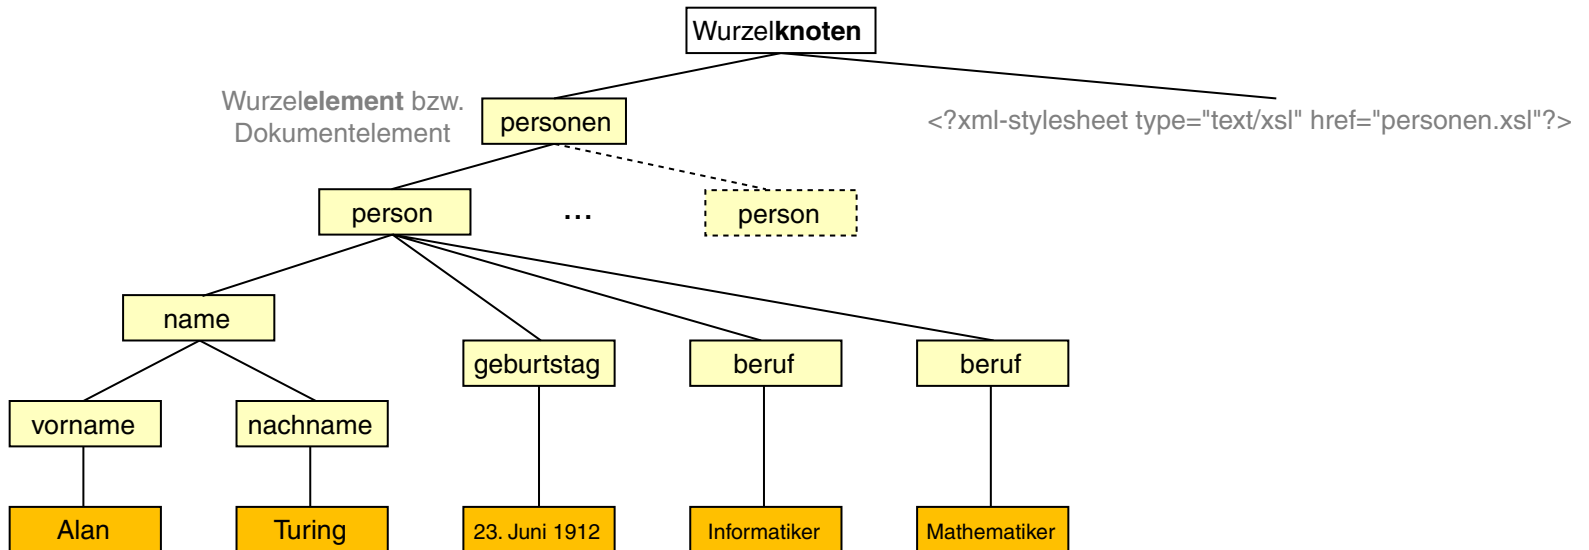 Wurzelknoten
Wurzelelement bzw.
Dokumentelement
personen
<?xml-stylesheet type="text/xsl" href="personen.xsl"?>
person
...
person
name
geburtstag
beruf
beruf
vorname
nachname
Alan
Turing
23. Juni 1912
Informatiker
Mathematiker